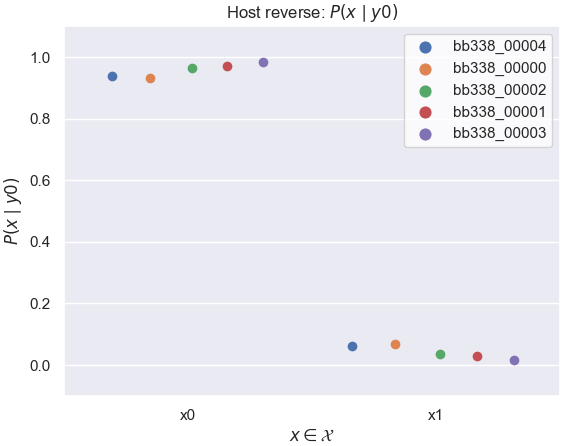 Host reverse: P(x | y0)
bb338_00004
bb338_00000
bb338_00002
bb338_00001
bb338_00003
P(x | y0)
1.0
0.8
0.6
0.4
0.2
0.0
x0
x1
x ∈ 𝒳